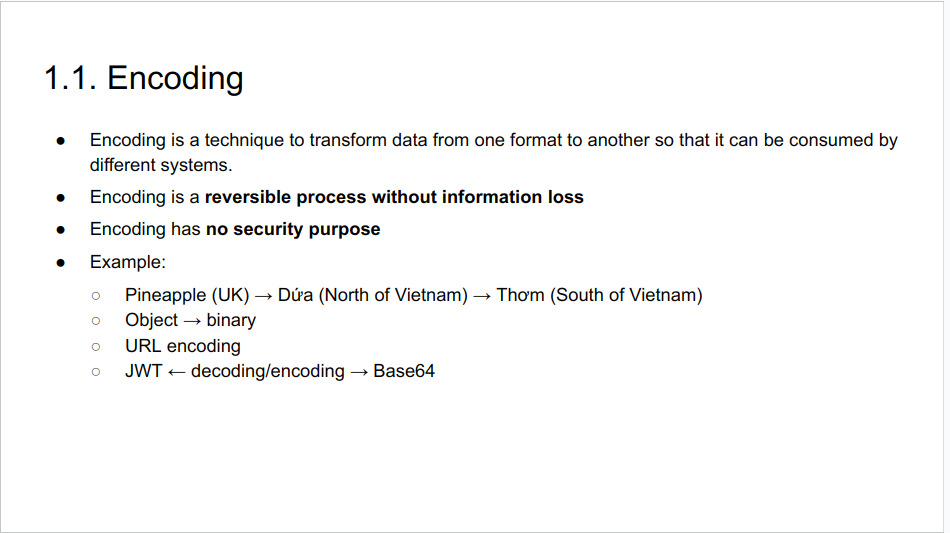 1.1. Encoding
● Encoding is a technique to transform data from one format to another so that it can be consumed by
different systems.
● Encoding is a reversible process without information loss
● Encoding has no security purpose
● Example:
○ Pineapple (UK) → Dứa (North of Vietnam) → Thơm (South of Vietnam)
○ Object → binary
○ URL encoding
○ JWT ← decoding/encoding → Base64